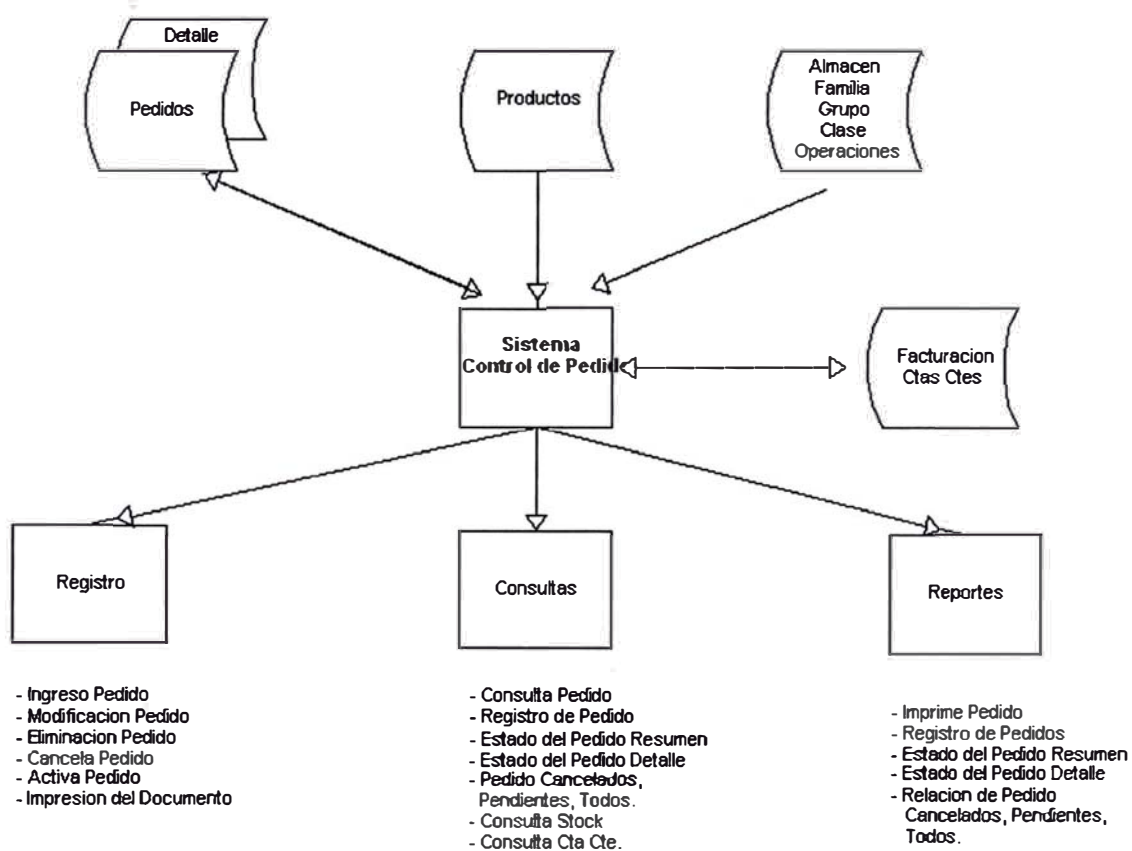 Detalle
Pedidos
Productos
Almacen
Familia
Grupo
Clase
Operaciones
Sistema
Control de Pedido
Facturacion
Ctas Ctes
Registro
Consultas
Reportes
- Ingreso Pedido
- Modificacion Pedido
- Eliminacion Pedido
- Cancela Pedido
- Activa Pedido
- Impresion del Documento
- Consulta Pedido
- Registro de Pedido
- Estado del Pedido Resumen
- Estado del Pedido Detalle
- Pedido Cancelados,
Pendientes, Todos.
- Consulta Stock
- Consulta Cta Cte.
- Imprime Pedido
- Registro de Pedidos
- Estado del Pedido Resumen
- Estado del Pedido Detalle
- Relacion de Pedido
Cancelados, Pendientes,
Todos.